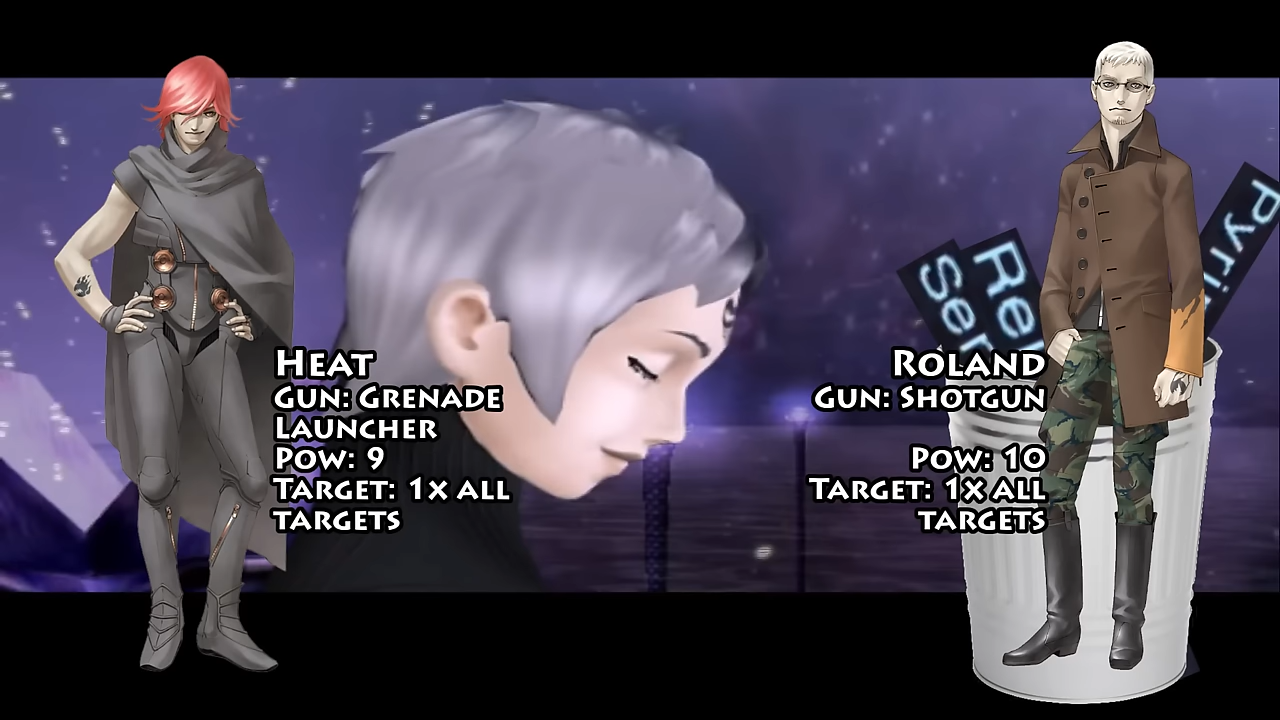 Heat
Gun: Grenade
Launcher
Pow: 9
Target: 1x all
targets
Roland
Gun: Shotgun
Pow: 10
Target: 1x all
targets